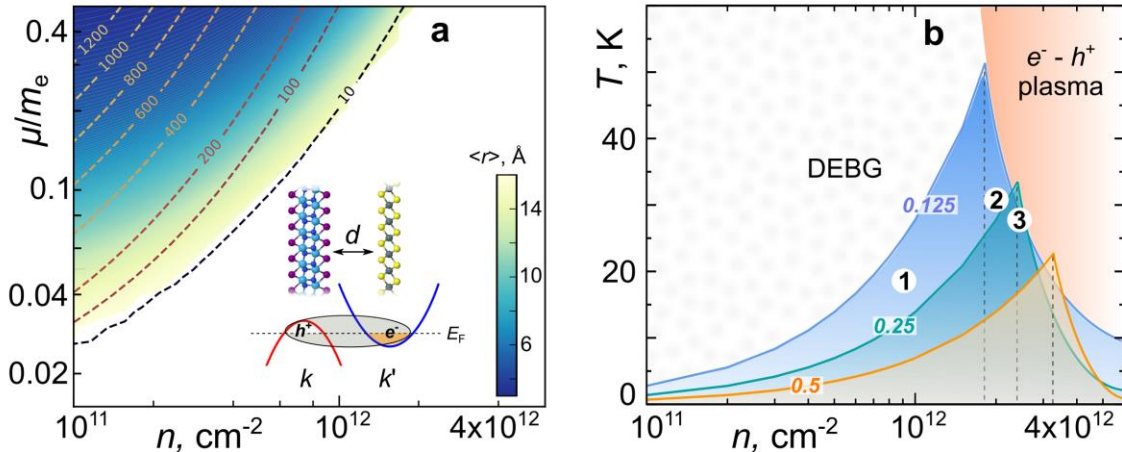 a
μ/mₑ
0.4
0.1
0.04
0.02
1200
1000
800
600
400
200
100
10
<r>, Å
14
10
6
d
h⁺
e⁻
E_F
k
k'
10¹¹
n, cm⁻²
10¹²
4x10¹²
b
T, K
40
20
0
DEBG
e⁻ - h⁺
plasma
0.125
0.25
0.5
1
2
3
10¹¹
n, cm⁻²
10¹²
4x10¹²